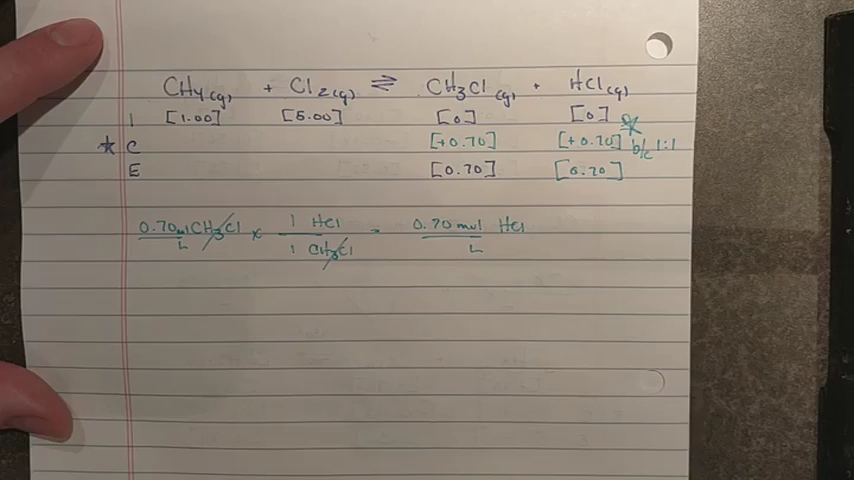 CH4(g) + Cl2(g) ⇌ CH3Cl(g) + HCl(g)
I [1.00] [5.00] [0] [0]
★ C [+0.70] [+0.70] * b/c 1:1
E [0.70] [0.70]
0.70 mol CH3Cl / L × 1 HCl / 1 CH3Cl = 0.70 mol HCl / L